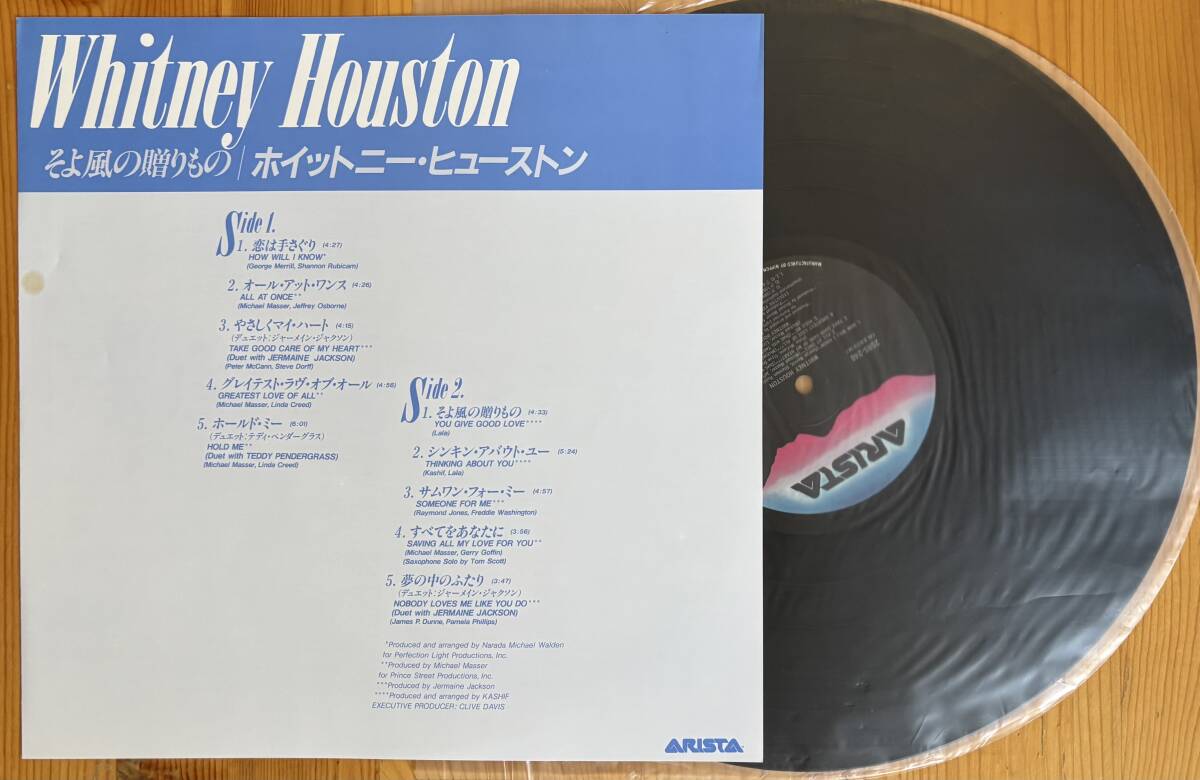 Whitney Houston
そよ風の贈りもの/ホイットニー・ヒューストン
Side 1.
1. 恋は手さぐり (4:27)
HOW WILL I KNOW*
(George Merrill, Shannon Rubicam)
2. オール・アット・ワンス (4:26)
ALL AT ONCE**
(Michael Masser, Jeffrey Osborne)
3. やさしくマイ・ハート (4:15)
(デュエット:ジャーメイン・ジャクソン)
TAKE GOOD CARE OF MY HEART***
(Duet with JERMAINE JACKSON)
(Peter McCann, Steve Dorff)
4. グレイテスト・ラヴ・オブ・オール (4:56)
GREATEST LOVE OF ALL**
(Michael Masser, Linda Creed)
5. ホールド・ミー (6:01)
(デュエット:テディ・ペンダーグラス)
HOLD ME**
(Duet with TEDDY PENDERGRASS)
(Michael Masser, Linda Creed)
Side 2.
1. そよ風の贈りもの (4:33)
YOU GIVE GOOD LOVE****
(Lala)
2. シンキン・アバウト・ユー (5:24)
THINKING ABOUT YOU****
(Kashif, Lala)
3. サムワン・フォー・ミー (4:57)
SOMEONE FOR ME***
(Raymond Jones, Freddie Washington)
4. すべてをあなたに (3:56)
SAVING ALL MY LOVE FOR YOU**
(Michael Masser, Gerry Goffin)
(Saxophone Solo by Tom Scott)
5. 夢の中のふたり (3:47)
(デュエット:ジャーメイン・ジャクソン)
NOBODY LOVES ME LIKE YOU DO***
(Duet with JERMAINE JACKSON)
(James P. Dunne, Pamela Phillips)
*Produced and arranged by Narada Michael Walden
for Perfection Light Productions, Inc.
**Produced by Michael Masser
for Prince Street Productions, Inc.
***Produced by Jermaine Jackson
****Produced and arranged by KASHIF
EXECUTIVE PRODUCER: CLIVE DAVIS
ARISTA
WHITNEY HOUSTON
ARISTA